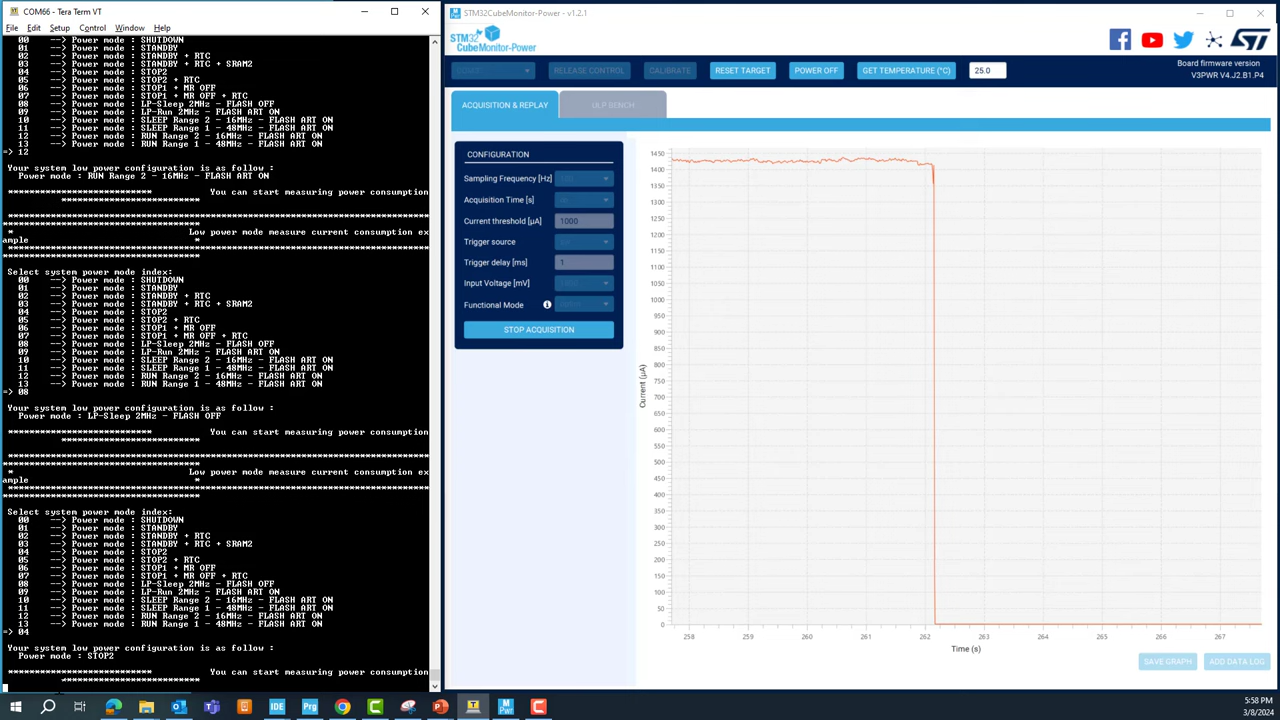 COM66 - Tera Term VT
File Edit Setup Control Window Help
00 --> Power mode : SHUTDOWN
01 --> Power mode : STANDBY
02 --> Power mode : STANDBY + RTC
03 --> Power mode : STANDBY + RTC + SRAM2
04 --> Power mode : STOP2
05 --> Power mode : STOP2 + RTC
06 --> Power mode : STOP1 + MR OFF
07 --> Power mode : STOP1 + MR OFF + RTC
08 --> Power mode : LP-Sleep 2MHz - FLASH OFF
09 --> Power mode : LP-Run 2MHz - FLASH ART ON
10 --> Power mode : SLEEP Range 2 - 16MHz - FLASH ART ON
11 --> Power mode : SLEEP Range 1 - 48MHz - FLASH ART ON
12 --> Power mode : RUN Range 2 - 16MHz - FLASH ART ON
13 --> Power mode : RUN Range 1 - 48MHz - FLASH ART ON
=> 12
Your system low power configuration is as follow :
Power mode : RUN Range 2 - 16MHz - FLASH ART ON
***************************** You can start measuring power consumption
******************************
********************************************************************************
******************************************
* Low power mode measure current consumption ex
ample *
********************************************************************************
******************************************
Select system power mode index:
00 --> Power mode : SHUTDOWN
01 --> Power mode : STANDBY
02 --> Power mode : STANDBY + RTC
03 --> Power mode : STANDBY + RTC + SRAM2
04 --> Power mode : STOP2
05 --> Power mode : STOP2 + RTC
06 --> Power mode : STOP1 + MR OFF
07 --> Power mode : STOP1 + MR OFF + RTC
08 --> Power mode : LP-Sleep 2MHz - FLASH OFF
09 --> Power mode : LP-Run 2MHz - FLASH ART ON
10 --> Power mode : SLEEP Range 2 - 16MHz - FLASH ART ON
11 --> Power mode : SLEEP Range 1 - 48MHz - FLASH ART ON
12 --> Power mode : RUN Range 2 - 16MHz - FLASH ART ON
13 --> Power mode : RUN Range 1 - 48MHz - FLASH ART ON
=> 08
Your system low power configuration is as follow :
Power mode : LP-Sleep 2MHz - FLASH OFF
***************************** You can start measuring power consumption
******************************
********************************************************************************
******************************************
* Low power mode measure current consumption ex
ample *
********************************************************************************
******************************************
Select system power mode index:
00 --> Power mode : SHUTDOWN
01 --> Power mode : STANDBY
02 --> Power mode : STANDBY + RTC
03 --> Power mode : STANDBY + RTC + SRAM2
04 --> Power mode : STOP2
05 --> Power mode : STOP2 + RTC
06 --> Power mode : STOP1 + MR OFF
07 --> Power mode : STOP1 + MR OFF + RTC
08 --> Power mode : LP-Sleep 2MHz - FLASH OFF
09 --> Power mode : LP-Run 2MHz - FLASH ART ON
10 --> Power mode : SLEEP Range 2 - 16MHz - FLASH ART ON
11 --> Power mode : SLEEP Range 1 - 48MHz - FLASH ART ON
12 --> Power mode : RUN Range 2 - 16MHz - FLASH ART ON
13 --> Power mode : RUN Range 1 - 48MHz - FLASH ART ON
=> 04
Your system low power configuration is as follow :
Power mode : STOP2
***************************** You can start measuring power consumption
******************************
STM32CubeMonitor-Power - v1.2.1
STM32
CubeMonitor-Power
RELEASE CONTROL CALIBRATE RESET TARGET POWER OFF GET TEMPERATURE (°C) 25.0
Board firmware version
V3PWR V4.J2.B1.P4
ACQUISITION & REPLAY ULP BENCH
CONFIGURATION
Sampling Frequency [Hz]
Acquisition Time [s]
Current threshold [µA] 1000
Trigger source
Trigger delay [ms] 1
Input Voltage [mV]
Functional Mode
STOP ACQUISITION
1450
1400
1350
1300
1250
1200
1150
1100
1050
1000
950
900
850
800
750
700
650
600
550
500
450
400
350
300
250
200
150
100
50
0
Current (µA)
258 259 260 261 262 263 264 265 266 267
Time (s)
SAVE GRAPH ADD DATA LOG
IDE Prg
5:58 PM
3/8/2024